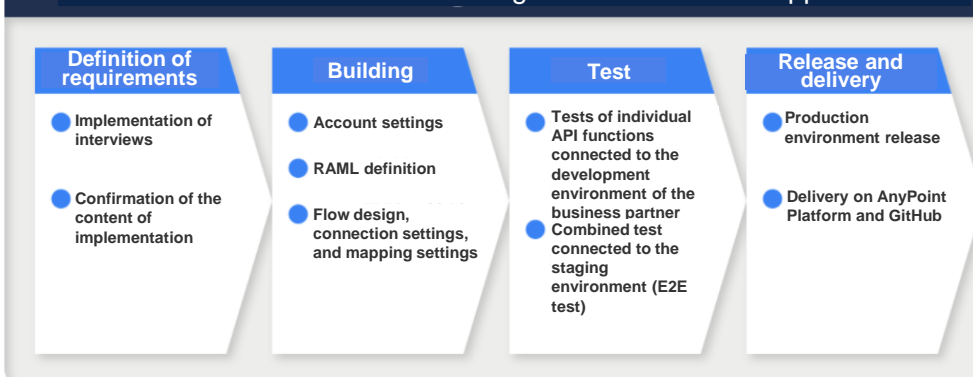 Definition of
requirements
Implementation of
interviews
Confirmation of the
content of
implementation
Building
Account settings
RAML definition
Flow design,
connection settings,
and mapping settings
Test
Tests of individual
API functions
connected to the
development
environment of the
business partner
Combined test
connected to the
staging
environment (E2E
test)
Release and
delivery
Production
environment release
Delivery on AnyPoint
Platform and GitHub